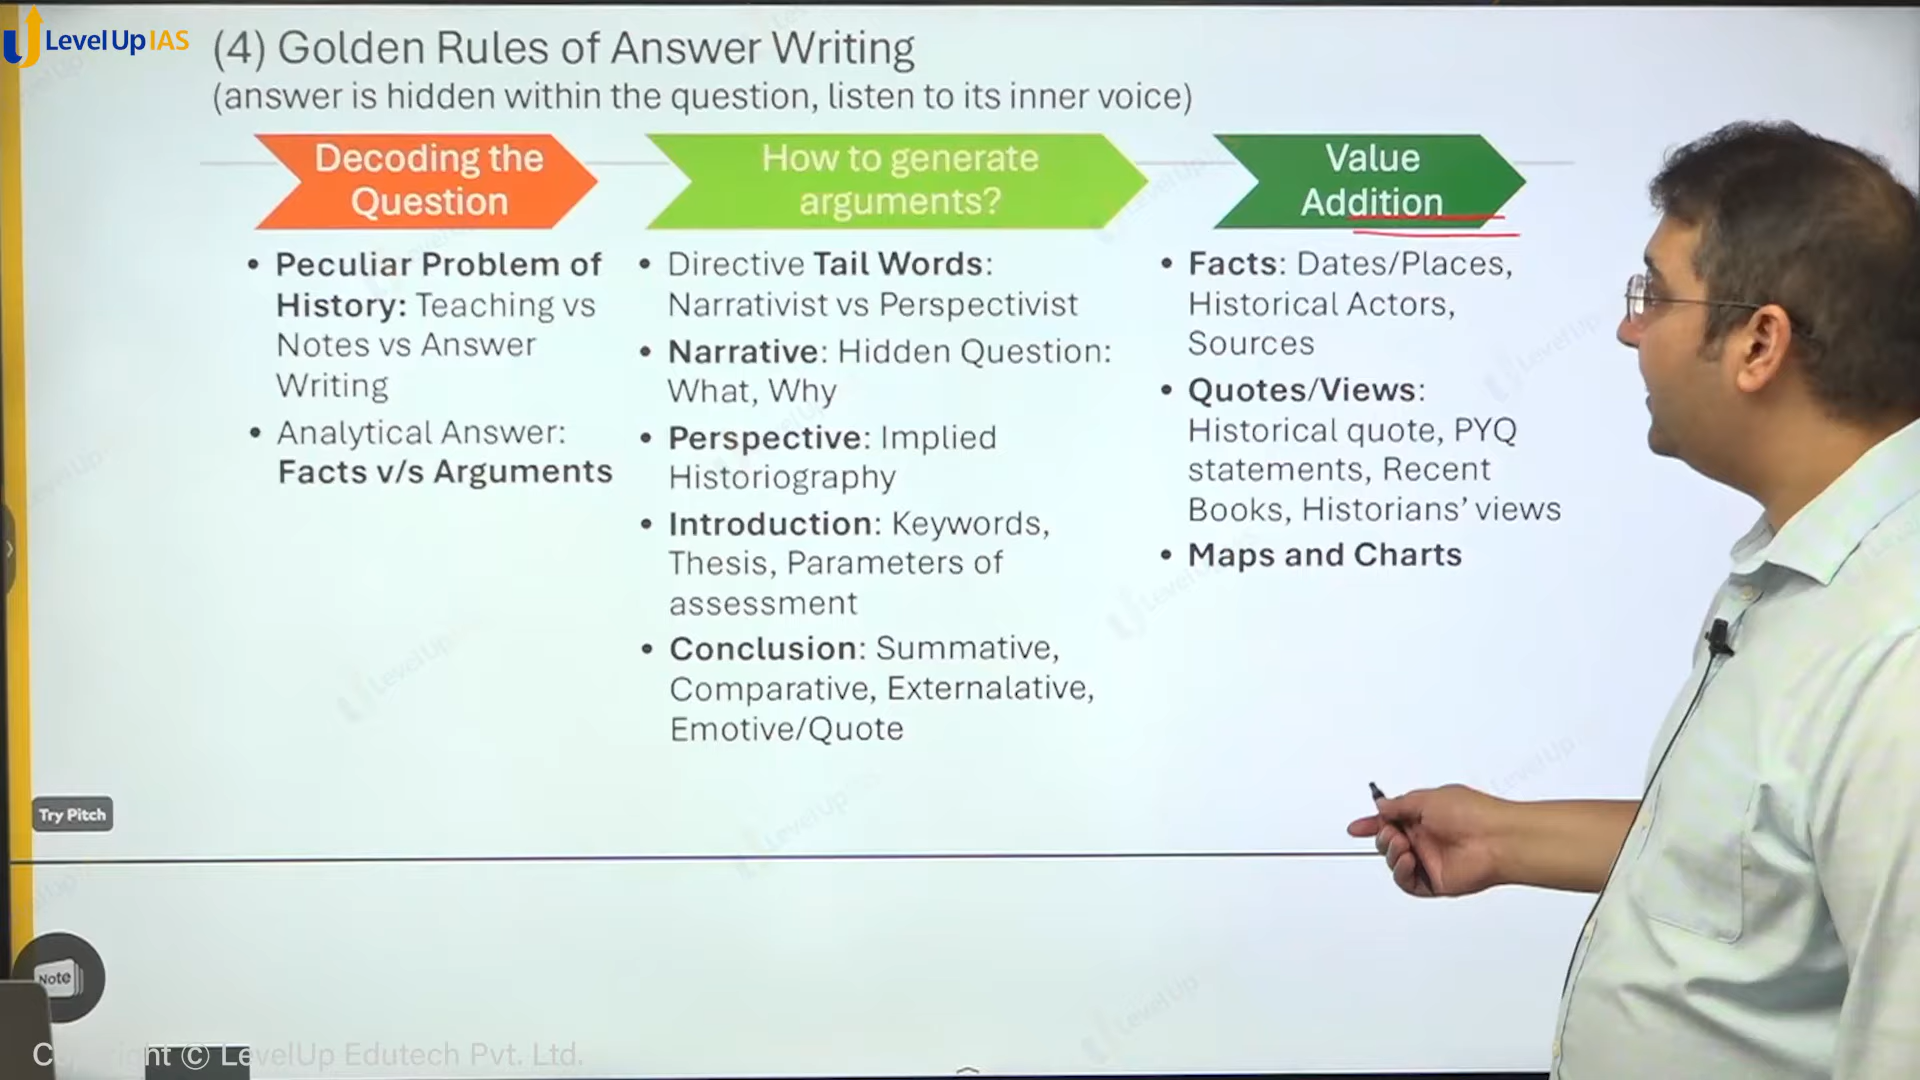 LevelUp IAS
(4) Golden Rules of Answer Writing
(answer is hidden within the question, listen to its inner voice)
Decoding the
Question
• Peculiar Problem of
History: Teaching vs
Notes vs Answer
Writing
• Analytical Answer:
Facts v/s Arguments
How to generate
arguments?
• Directive Tail Words:
Narrativist vs Perspectivist
• Narrative: Hidden Question:
What, Why
• Perspective: Implied
Historiography
• Introduction: Keywords,
Thesis, Parameters of
assessment
• Conclusion: Summative,
Comparative, Externalative,
Emotive/Quote
Value
Addition
• Facts: Dates/Places,
Historical Actors,
Sources
• Quotes/Views:
Historical quote, PYQ
statements, Recent
Books, Historians' views
• Maps and Charts
Try Pitch
Note
Copyright © LevelUp Edutech Pvt. Ltd.